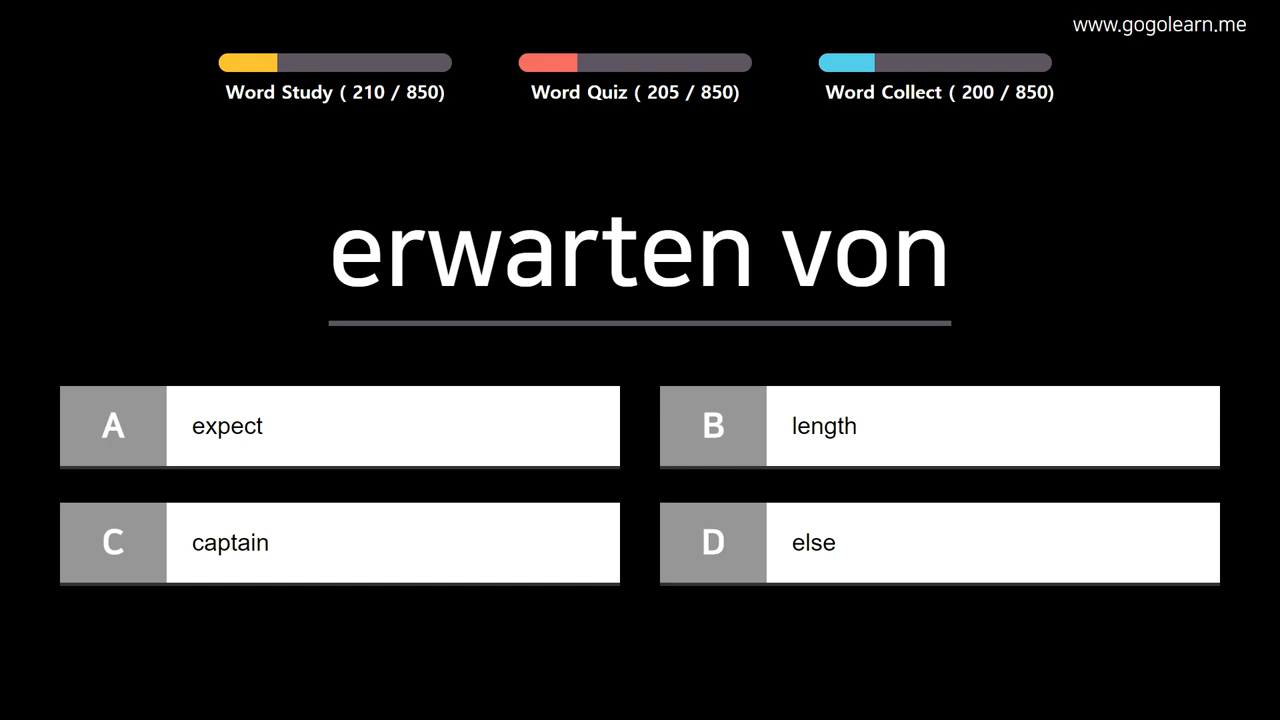 www.gogolearn.me
Word Study ( 210 / 850)
Word Quiz ( 205 / 850)
Word Collect ( 200 / 850)
erwarten von
A expect
B length
C captain
D else